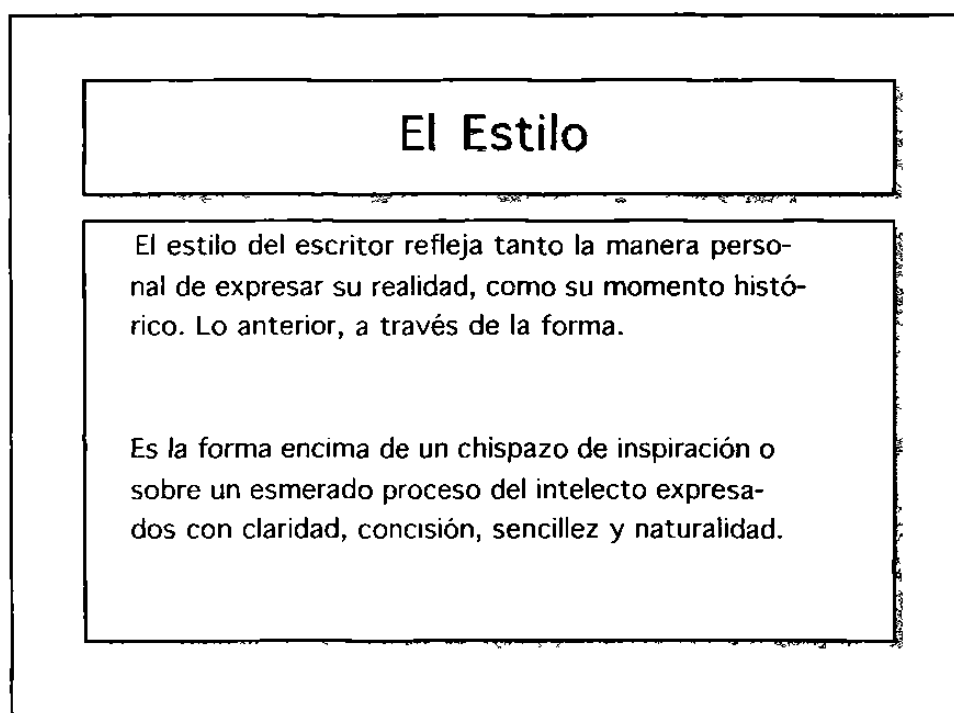 El Estilo
El estilo del escritor refleja tanto la manera perso-
nal de expresar su realidad, como su momento histó-
rico. Lo anterior, a través de la forma.
Es la forma encima de un chispazo de inspiración o
sobre un esmerado proceso del intelecto expresa-
dos con claridad, concisión, sencillez y naturalidad.